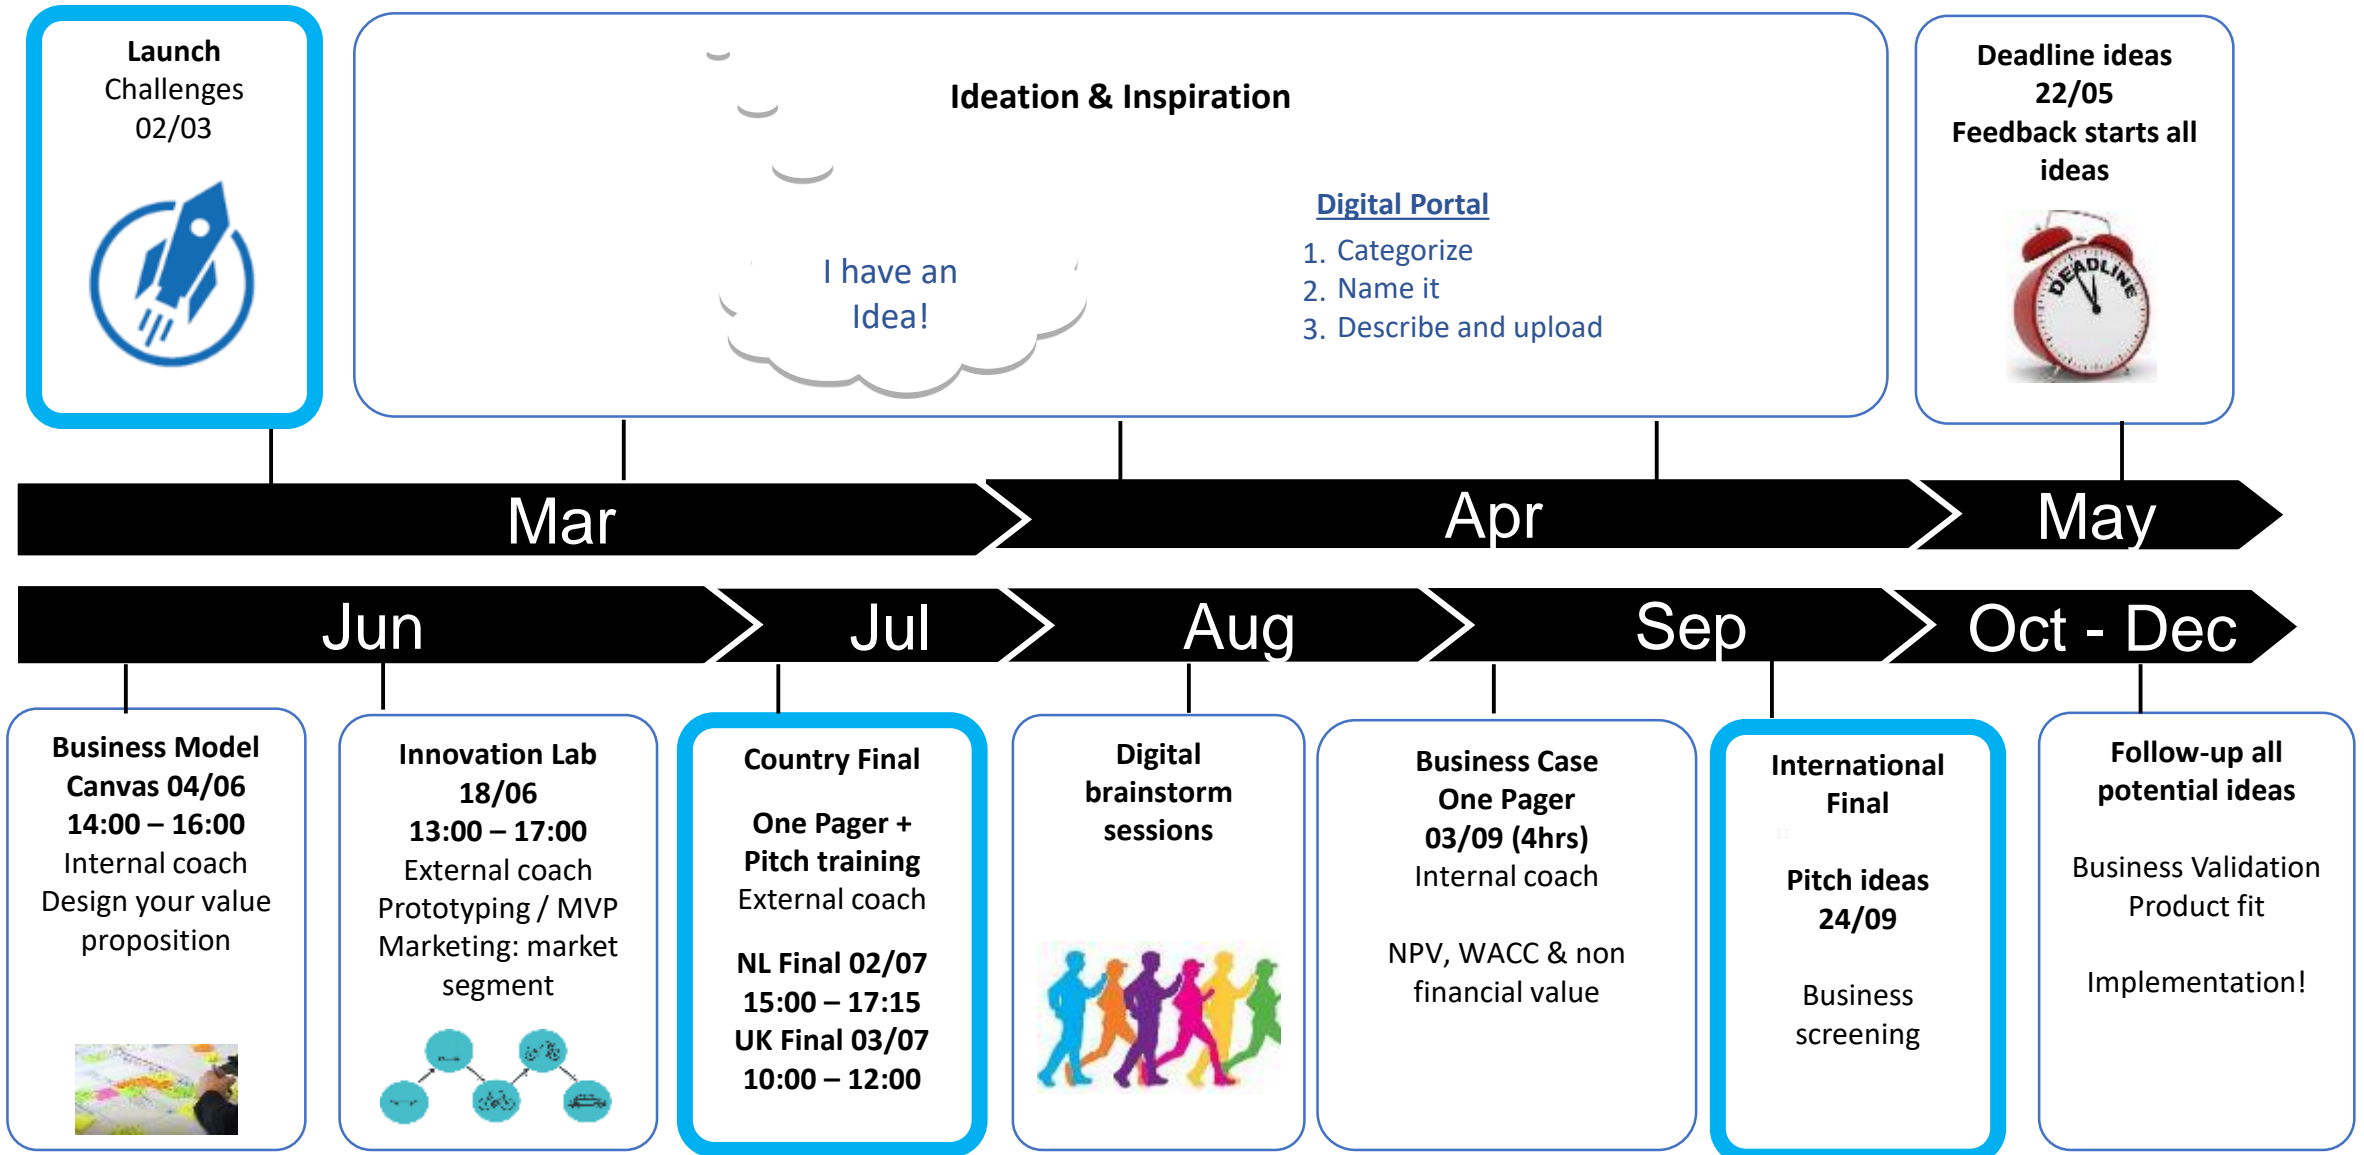 Launch
Challenges
02/03
Ideation & Inspiration
I have an
Idea!
Digital Portal
1. Categorize
2. Name it
3. Describe and upload
Deadline ideas
22/05
Feedback starts all
ideas
DEADLINE
Mar
Apr
May
Jun
Jul
Aug
Sep
Oct - Dec
Business Model
Canvas 04/06
14:00 – 16:00
Internal coach
Design your value
proposition
Innovation Lab
18/06
13:00 – 17:00
External coach
Prototyping / MVP
Marketing: market
segment
Country Final
One Pager +
Pitch training
External coach
NL Final 02/07
15:00 – 17:15
UK Final 03/07
10:00 – 12:00
Digital
brainstorm
sessions
Business Case
One Pager
03/09 (4hrs)
Internal coach
NPV, WACC & non
financial value
International
Final
11
Pitch ideas
24/09
Business
screening
Follow-up all
potential ideas
Business Validation
Product fit
Implementation!